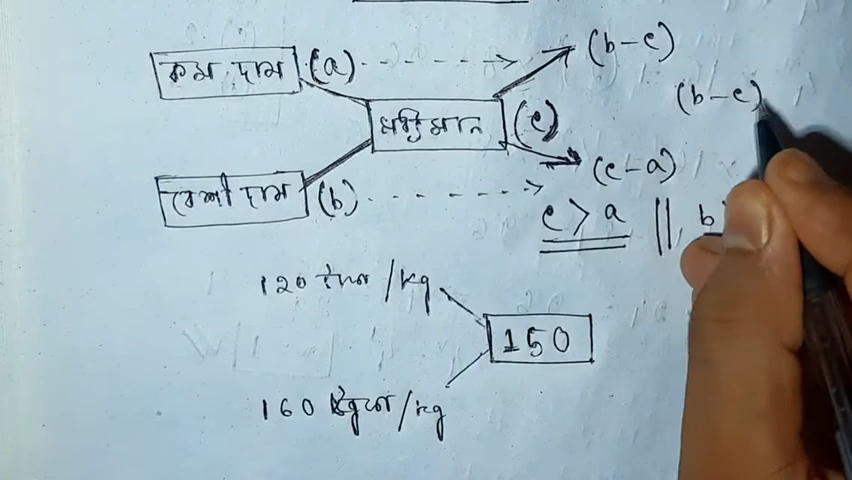 কম দাম (a) (b-c)
(b-c)
(c)
(c-a)
বেশী দাম (b)
c > a || b
120 টাকা /kg
150
160 /kg